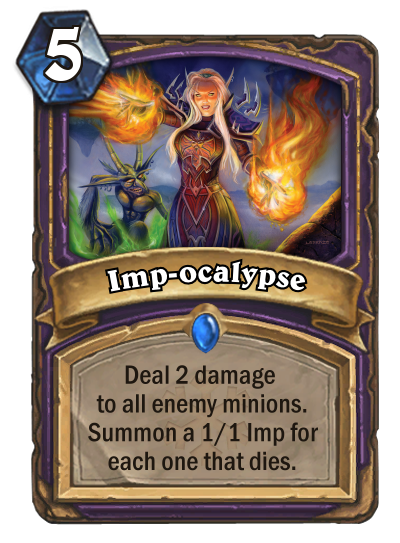 5
Imp-ocalypse
Deal 2 damage
to all enemy minions.
Summon a 1/1 Imp for
each one that dies.